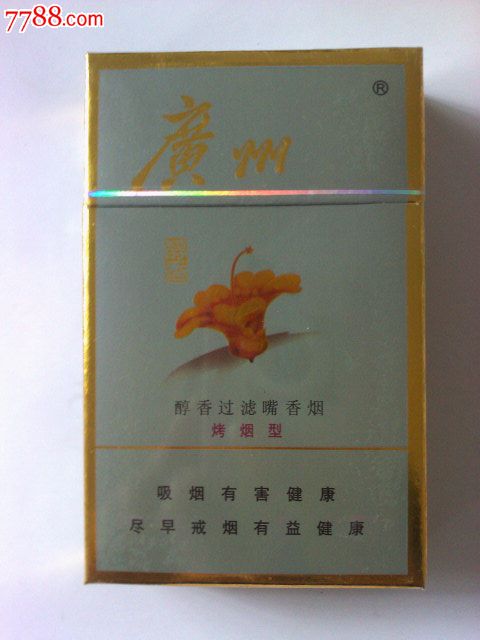 7788.com
®
廣州
醇香过滤嘴香烟
烤烟型
吸烟有害健康
尽早戒烟有益健康